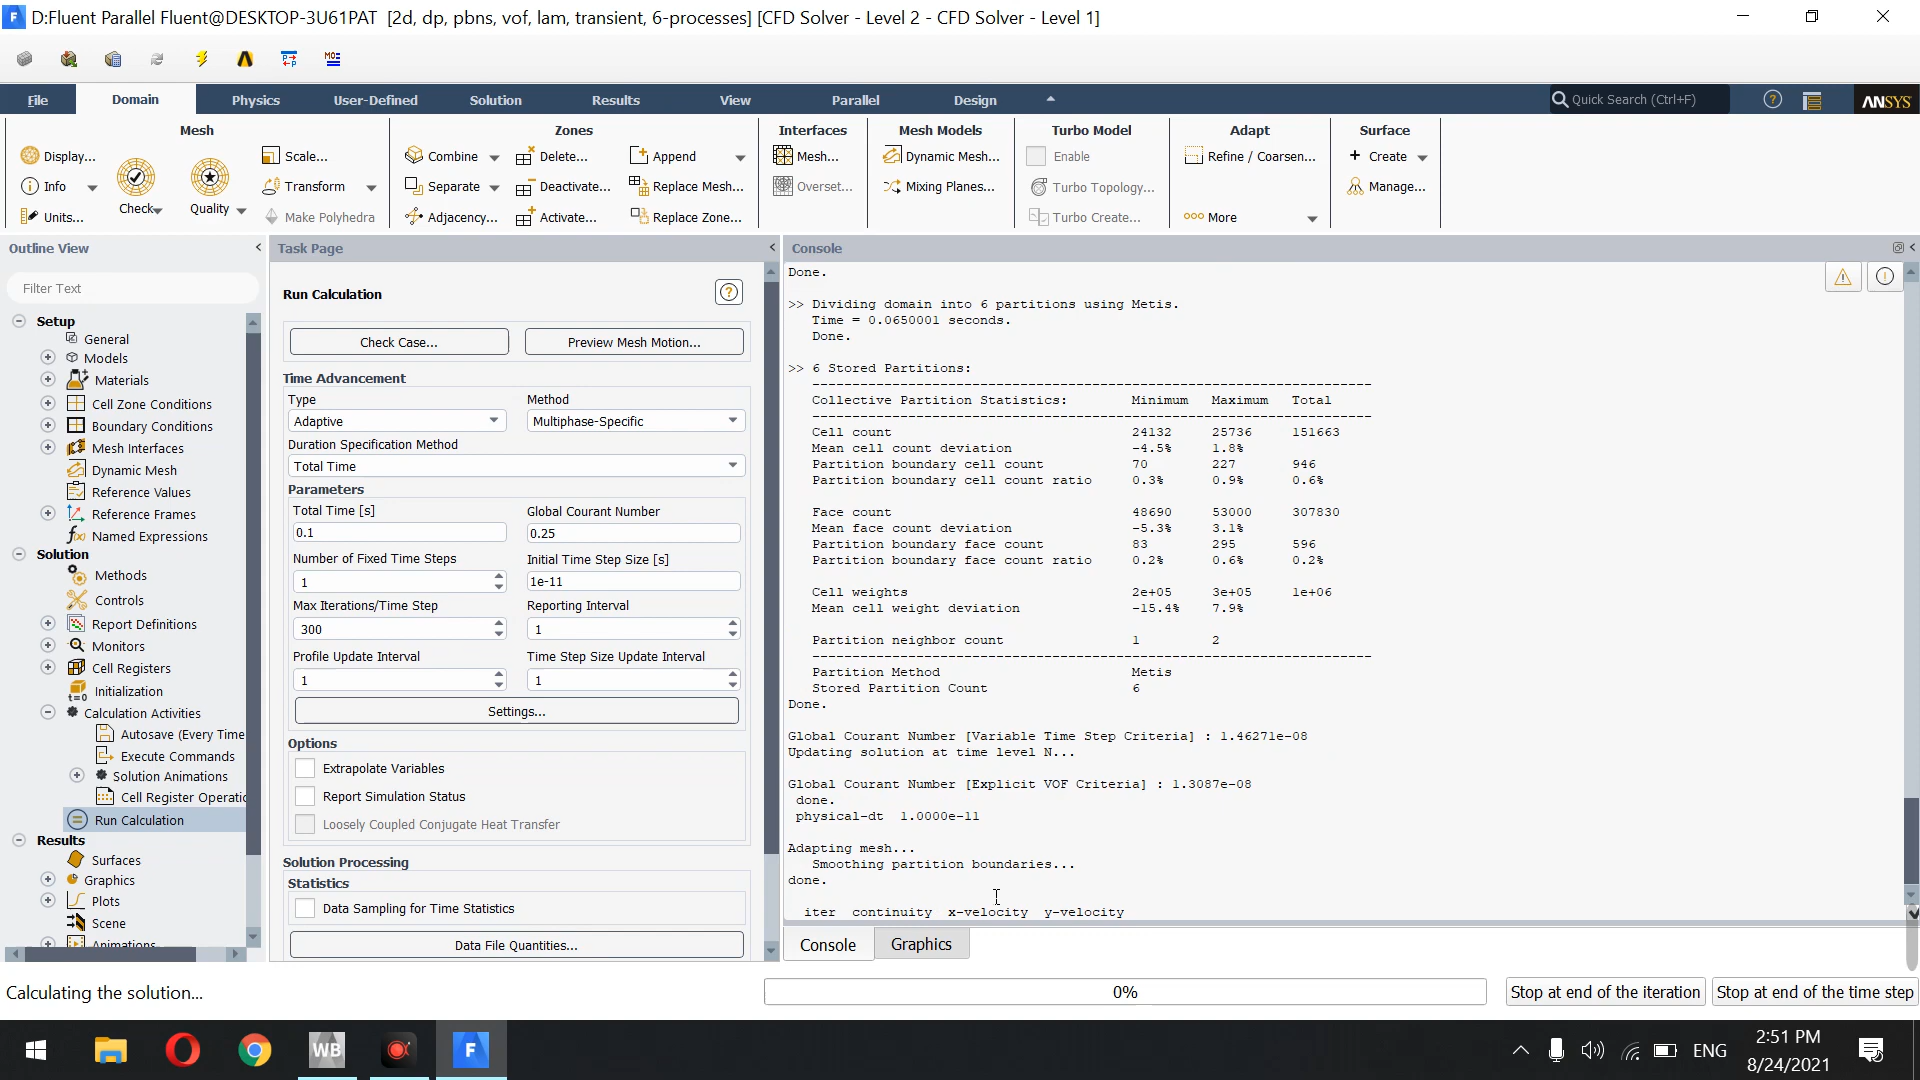 D:Fluent Parallel Fluent@DESKTOP-3U61PAT [2d, dp, pbns, vof, lam, transient, 6-processes] [CFD Solver - Level 2 - CFD Solver - Level 1]
File Domain Physics User-Defined Solution Results View Parallel Design Quick Search (Ctrl+F) ANSYS
Mesh Zones Interfaces Mesh Models Turbo Model Adapt Surface
Display... Scale... Combine Delete... Append Mesh... Dynamic Mesh... Enable Refine / Coarsen... Create
Info Check Quality Transform Separate Deactivate... Replace Mesh... Overset... Mixing Planes... Turbo Topology... Manage...
Units... Make Polyhedra Adjacency... Activate... Replace Zone... Turbo Create... More
Outline View
Filter Text
Setup
General
Models
Materials
Cell Zone Conditions
Boundary Conditions
Mesh Interfaces
Dynamic Mesh
Reference Values
Reference Frames
Named Expressions
Solution
Methods
Controls
Report Definitions
Monitors
Cell Registers
Initialization
Calculation Activities
Autosave (Every Time
Execute Commands
Solution Animations
Cell Register Operatio
Run Calculation
Results
Surfaces
Graphics
Plots
Scene
Animations
Task Page
Run Calculation
Check Case... Preview Mesh Motion...
Time Advancement
Type Method
Adaptive Multiphase-Specific
Duration Specification Method
Total Time
Parameters
Total Time [s] Global Courant Number
0.1 0.25
Number of Fixed Time Steps Initial Time Step Size [s]
1 1e-11
Max Iterations/Time Step Reporting Interval
300 1
Profile Update Interval Time Step Size Update Interval
1 1
Settings...
Options
Extrapolate Variables
Report Simulation Status
Loosely Coupled Conjugate Heat Transfer
Solution Processing
Statistics
Data Sampling for Time Statistics
Data File Quantities...
Console
Done.
>> Dividing domain into 6 partitions using Metis.
Time = 0.0650001 seconds.
Done.
>> 6 Stored Partitions:
----------------------------------------------------------------------
Collective Partition Statistics: Minimum Maximum Total
----------------------------------------------------------------------
Cell count 24132 25736 151663
Mean cell count deviation -4.5% 1.8%
Partition boundary cell count 70 227 946
Partition boundary cell count ratio 0.3% 0.9% 0.6%
Face count 48690 53000 307830
Mean face count deviation -5.3% 3.1%
Partition boundary face count 83 295 596
Partition boundary face count ratio 0.2% 0.6% 0.2%
Cell weights 2e+05 3e+05 1e+06
Mean cell weight deviation -15.4% 7.9%
Partition neighbor count 1 2
----------------------------------------------------------------------
Partition Method Metis
Stored Partition Count 6
Done.
Global Courant Number [Variable Time Step Criteria] : 1.46271e-08
Updating solution at time level N...
Global Courant Number [Explicit VOF Criteria] : 1.3087e-08
done.
physical-dt 1.0000e-11
Adapting mesh...
Smoothing partition boundaries...
done.
iter continuity x-velocity y-velocity
Console Graphics
Calculating the solution... 0% Stop at end of the iteration Stop at end of the time step
WB F ENG 2:51 PM
8/24/2021